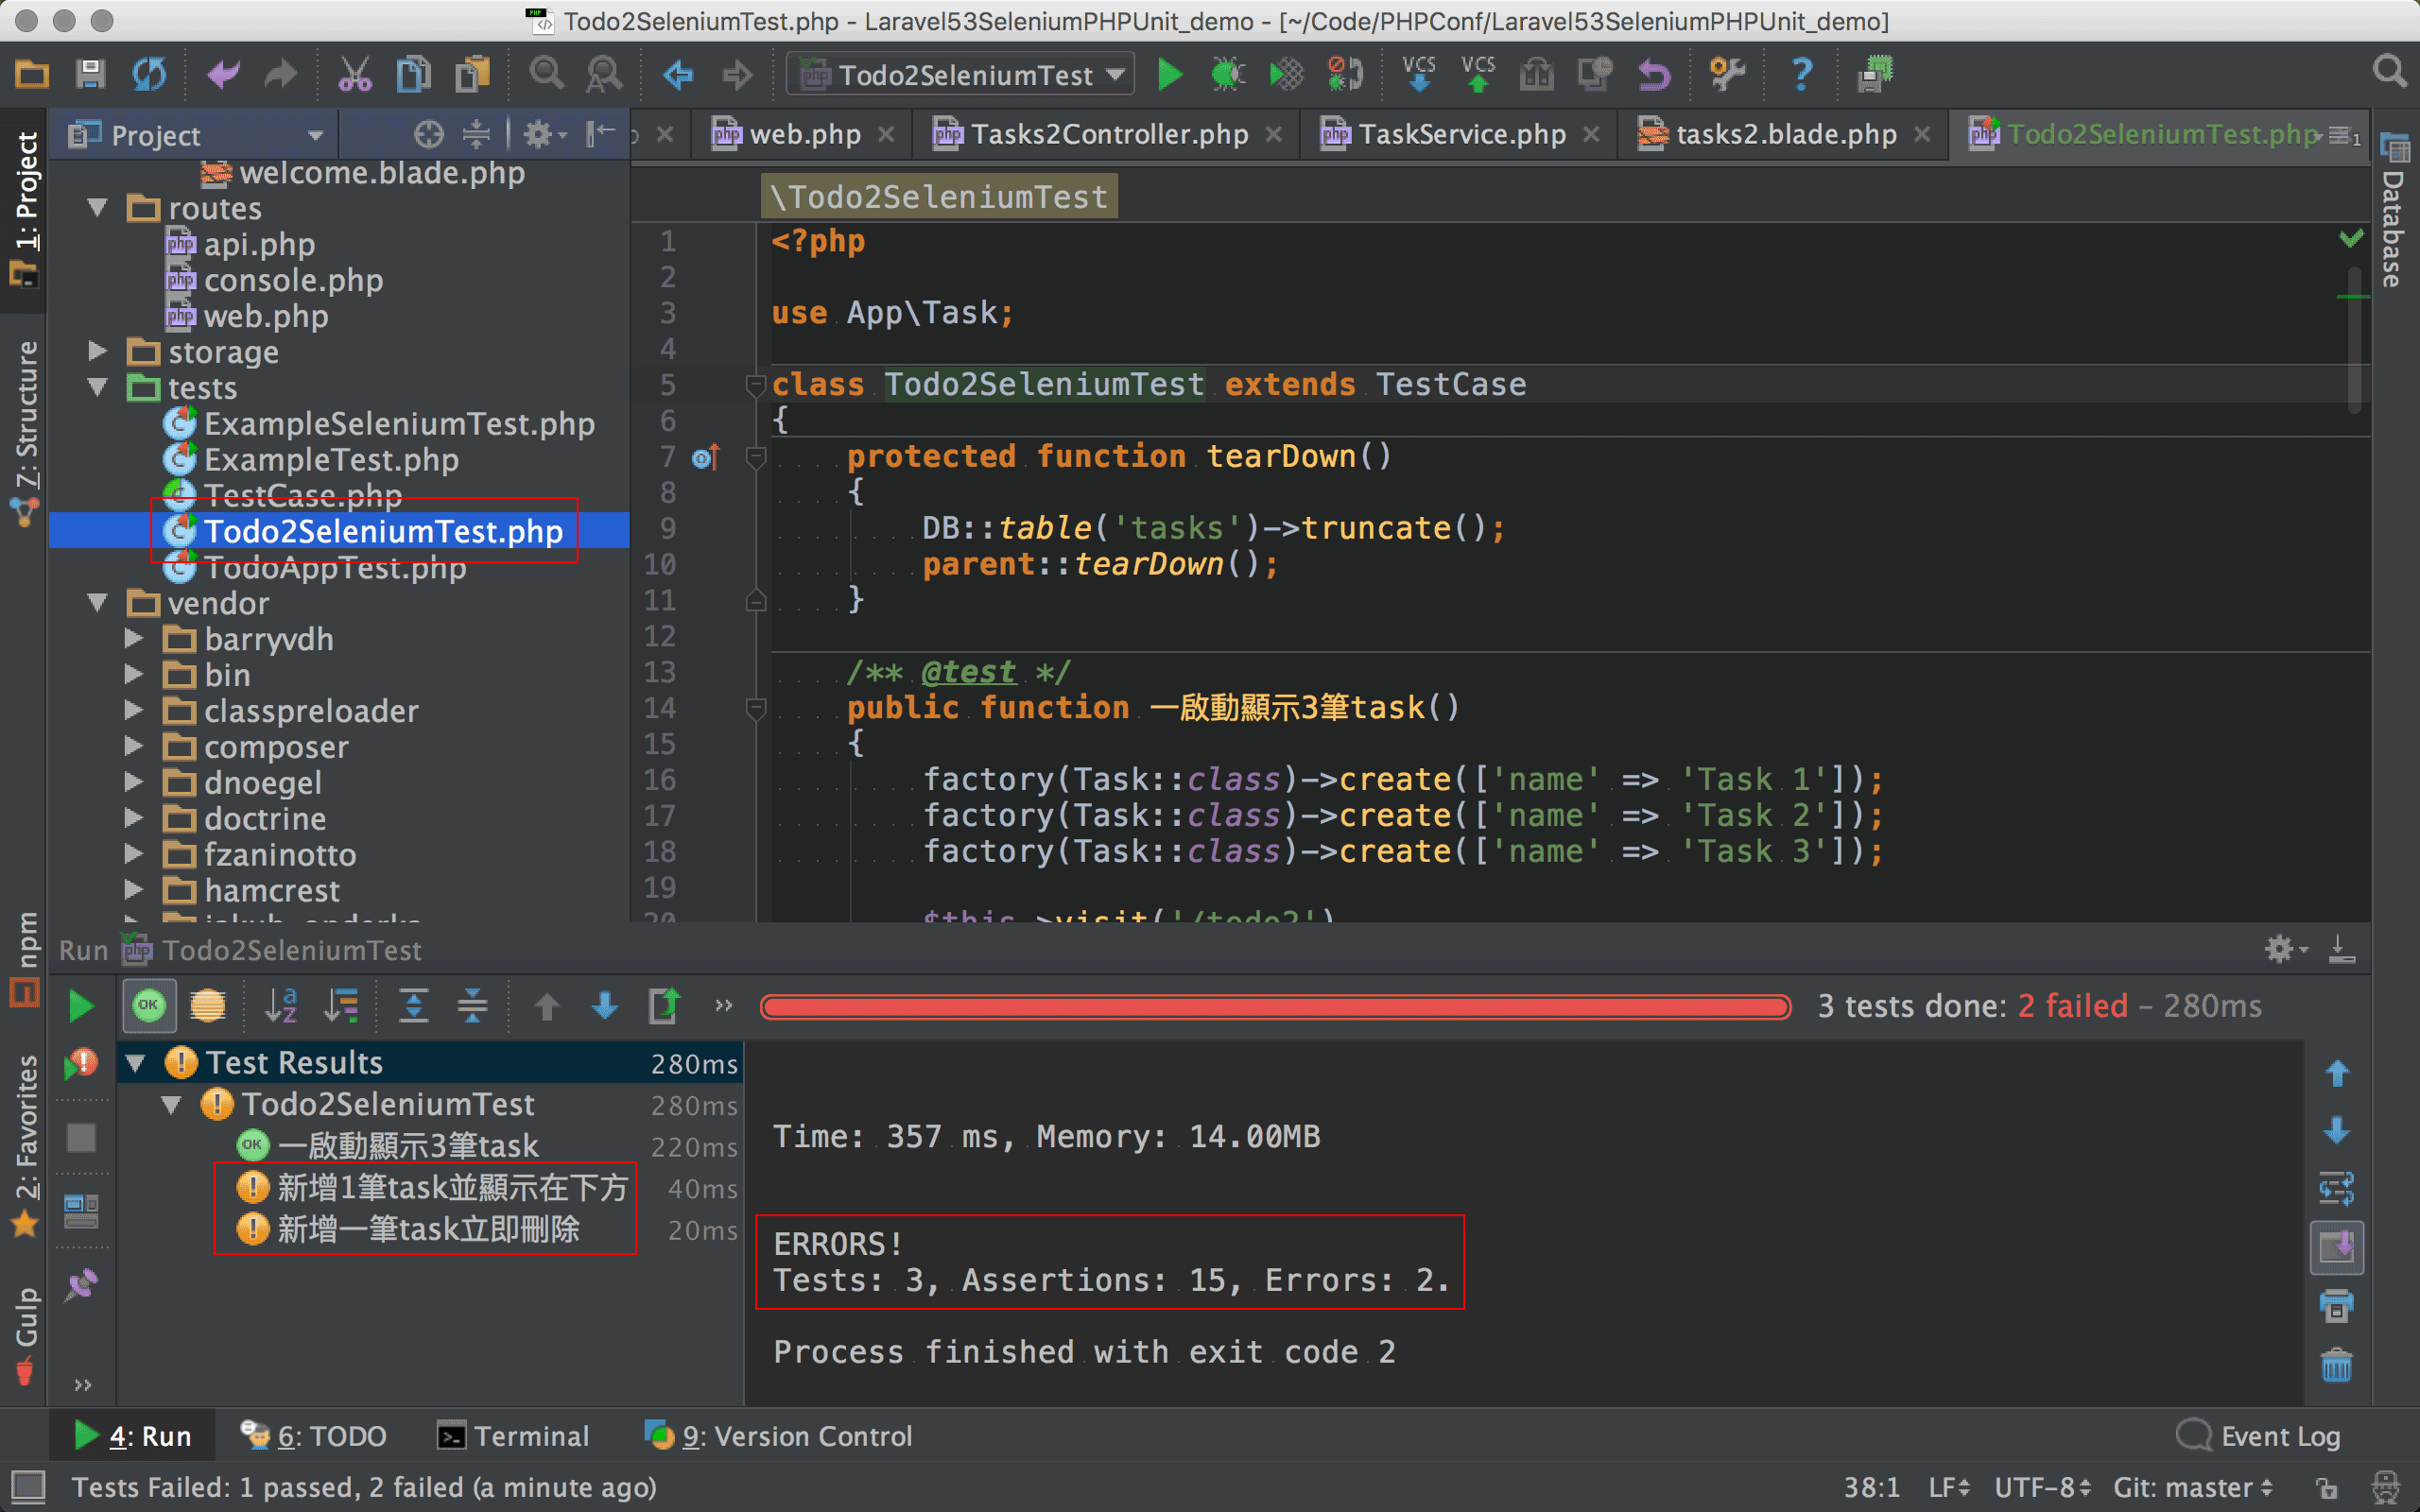 Todo2SeleniumTest.php - Laravel53SeleniumPHPUnit_demo - [~/Code/PHPConf/Laravel53SeleniumPHPUnit_demo]
Todo2SeleniumTest
VCS
VCS
Project
web.php
Tasks2Controller.php
TaskService.php
tasks2.blade.php
Todo2SeleniumTest.php
1: Project
7: Structure
npm
2: Favorites
Gulp
Database
welcome.blade.php
routes
api.php
console.php
web.php
storage
tests
ExampleSeleniumTest.php
ExampleTest.php
TestCase.php
Todo2SeleniumTest.php
TodoAppTest.php
vendor
barryvdh
bin
classpreloader
composer
dnoegel
doctrine
fzaninotto
hamcrest
\Todo2SeleniumTest
1 <?php
2
3 use App\Task;
4
5 class Todo2SeleniumTest extends TestCase
6 {
7 protected function tearDown()
8 {
9 DB::table('tasks')->truncate();
10 parent::tearDown();
11 }
12
13 /** @test */
14 public function 一啟動顯示3筆task()
15 {
16 factory(Task::class)->create(['name' => 'Task 1']);
17 factory(Task::class)->create(['name' => 'Task 2']);
18 factory(Task::class)->create(['name' => 'Task 3']);
19
20 $this->visit('/todo2')
Run Todo2SeleniumTest
3 tests done: 2 failed – 280ms
Test Results 280ms
Todo2SeleniumTest 280ms
OK 一啟動顯示3筆task 220ms
新增1筆task並顯示在下方 40ms
新增一筆task立即刪除 20ms
Time: 357 ms, Memory: 14.00MB
ERRORS!
Tests: 3, Assertions: 15, Errors: 2.
Process finished with exit code 2
4: Run
6: TODO
Terminal
9: Version Control
Event Log
Tests Failed: 1 passed, 2 failed (a minute ago)
38:1 LF UTF-8 Git: master